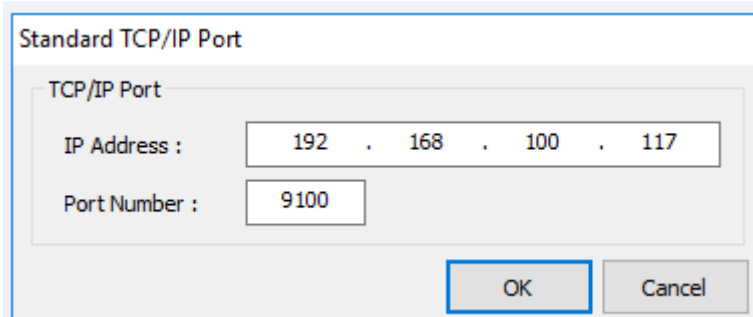 Standard TCP/IP Port
TCP/IP Port
IP Address : 192 . 168 . 100 . 117
Port Number : 9100
OK Cancel